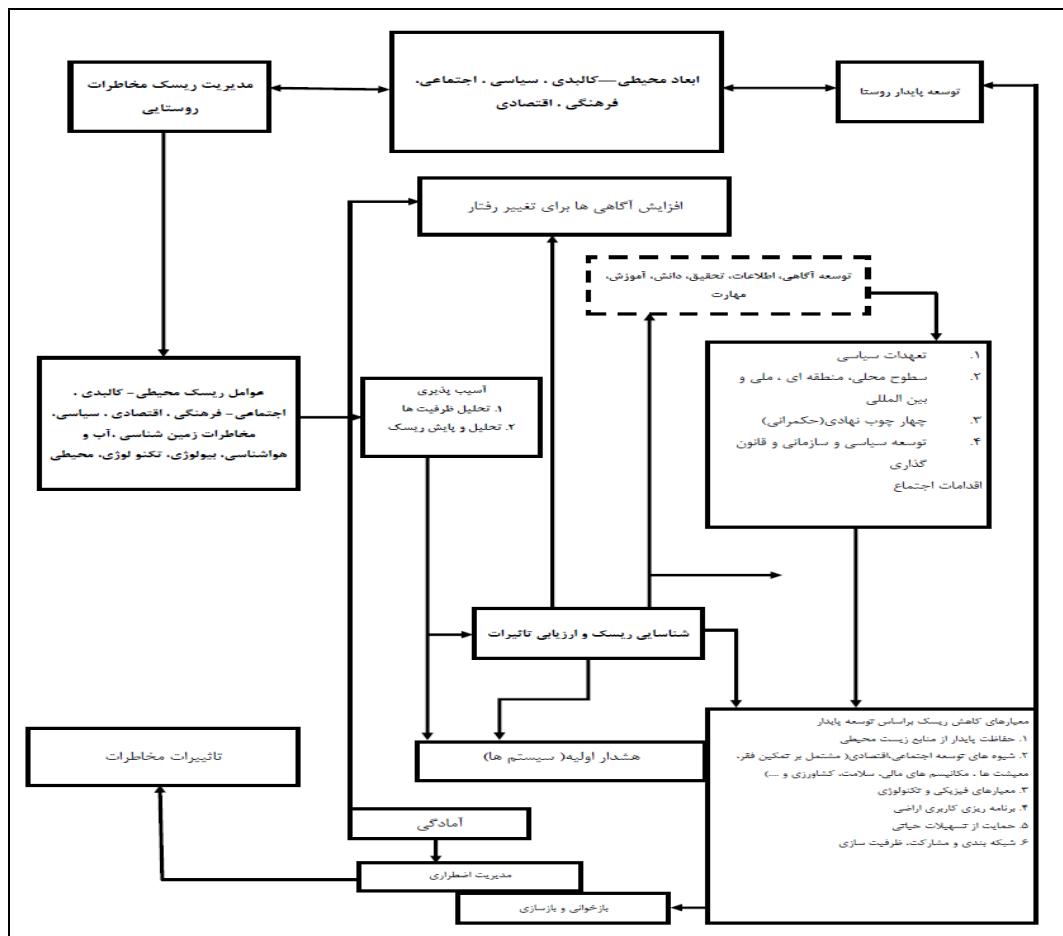 مدیریت ریسک مخاطرات
روستایی
ابعاد محیطی—کالبدی ، سیاسی ، اجتماعی،
فرهنگی ، اقتصادی
توسعه پایدار روستا
افزایش آگاهی ها برای تغییر رفتار
توسعه آگاهی، اطلاعات، تحقیق، دانش، آموزش،
مهارت
عوامل ریسک محیطی- کالبدی ،
اجتماعی- فرهنگی ، اقتصادی ، سیاسی،
مخاطرات زمین شناسی ،آب و
هواشناسی، بیولوژی، تکنو لوژی، محیطی
آسیب پذیری
۱. تحلیل ظرفیت ها
۲. تحلیل و پایش ریسک
۱. تعهدات سیاسی
۲. سطوح محلی، منطقه ای ، ملی و
بین المللی
۳. چهار چوب نهادی(حکمرانی)
۴. توسعه سیاسی و سازمانی و قانون
گذاری
اقدامات اجتماع
شناسایی ریسک و ارزیابی تاثیرات
هشدار اولیه( سیستم ها)
معیارهای کاهش ریسک براساس توسعه پایدار
۱. حفاظت پایدار از منابع زیست محیطی
۲. شیوه های توسعه اجتماعی،اقتصادی( مشتمل بر تمکین فقر،
معیشت ها ، مکانیسم های مالی، سلامت، کشاورزی و ....)
۳. معیارهای فیزیکی و تکنولوژی
۴. برنامه ریزی کاربری اراضی
۵. حمایت از تسهیلات حیاتی
۶. شبکه بندی و مشارکت، ظرفیت سازی
تاثییرات مخاطرات
آمادگی
مدیریت اضطراری
بازخوانی و بازسازی